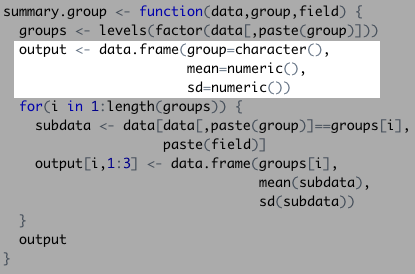 summary.group <- function(data,group,field) {
  groups <- levels(factor(data[,paste(group)]))
  output <- data.frame(group=character(),
                       mean=numeric(),
                       sd=numeric())
  for(i in 1:length(groups)) {
    subdata <- data[data[,paste(group)]==groups[i],
                    paste(field)]
    output[i,1:3] <- data.frame(groups[i],
                                mean(subdata),
                                sd(subdata))
  }
  output
}